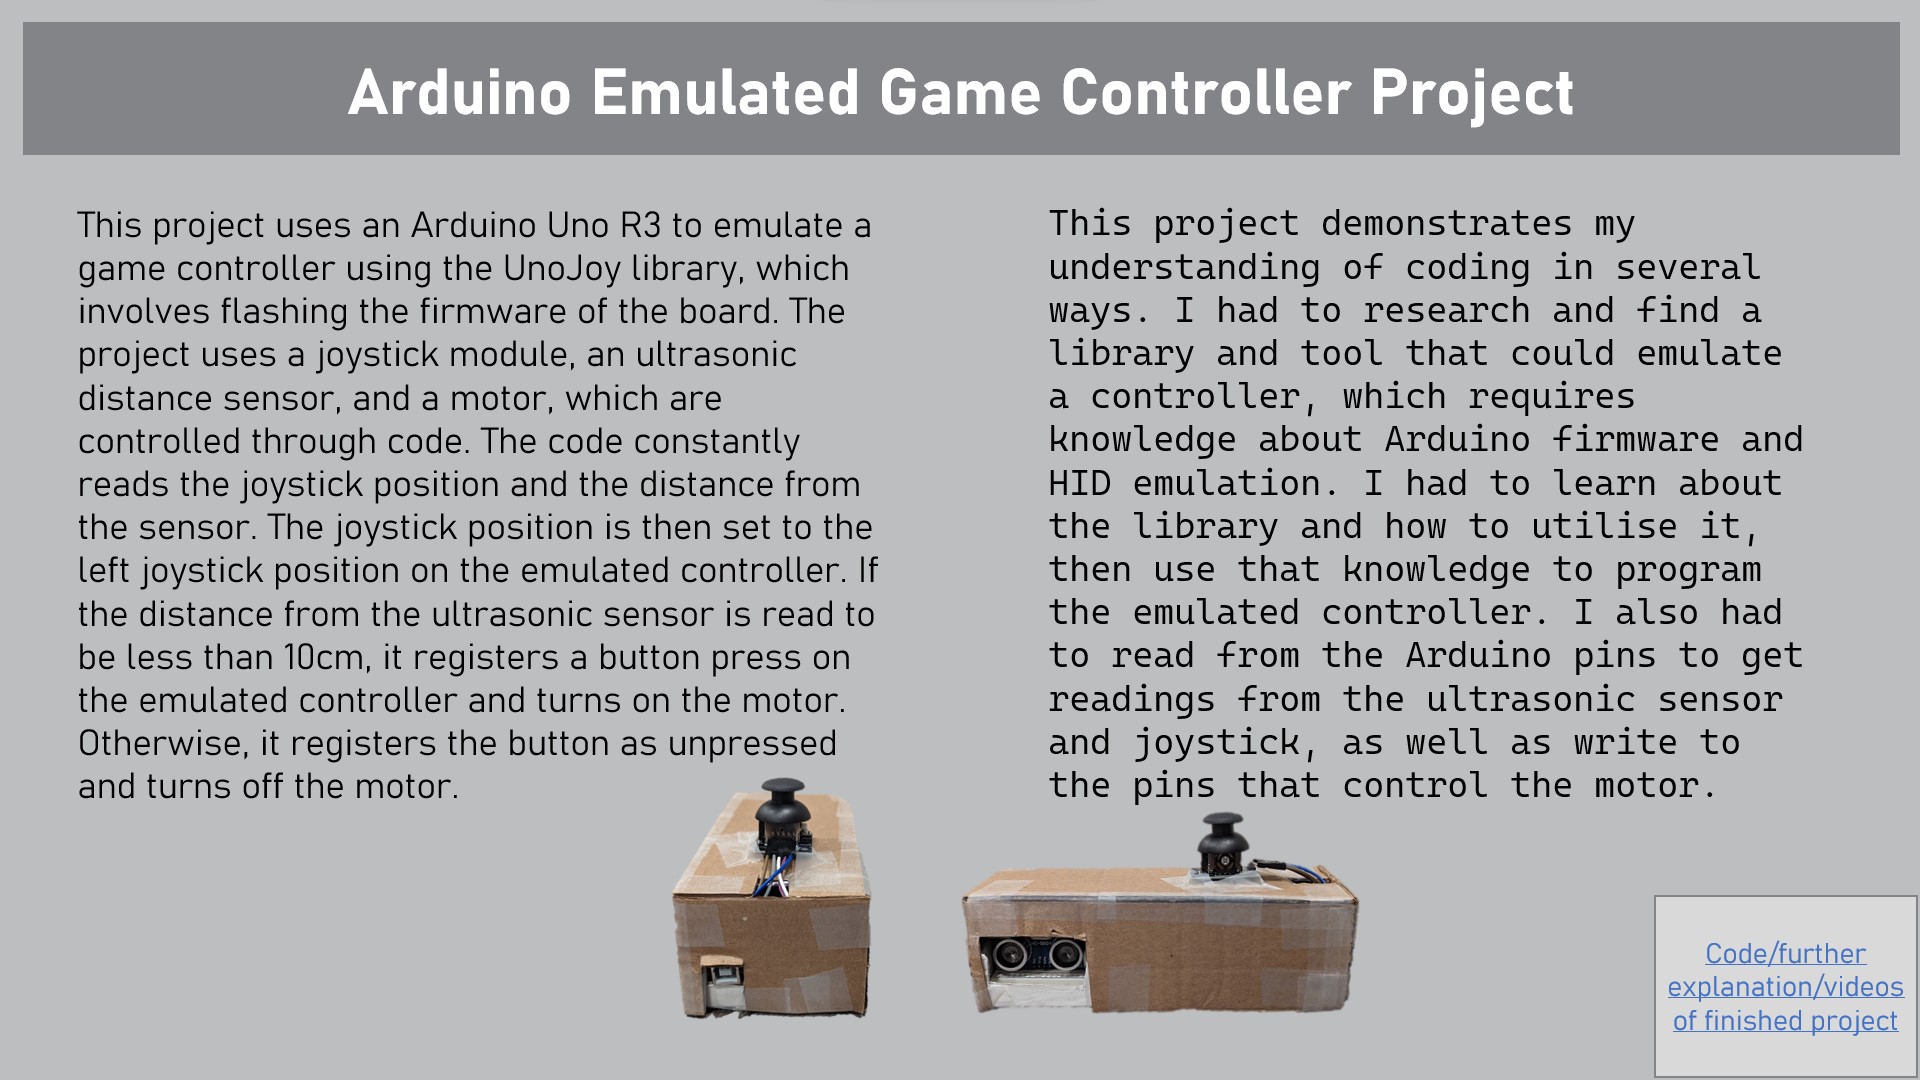 Arduino Emulated Game Controller Project
This project uses an Arduino Uno R3 to emulate a
game controller using the UnoJoy library, which
involves flashing the firmware of the board. The
project uses a joystick module, an ultrasonic
distance sensor, and a motor, which are
controlled through code. The code constantly
reads the joystick position and the distance from
the sensor. The joystick position is then set to the
left joystick position on the emulated controller. If
the distance from the ultrasonic sensor is read to
be less than 10cm, it registers a button press on
the emulated controller and turns on the motor.
Otherwise, it registers the button as unpressed
and turns off the motor.
This project demonstrates my
understanding of coding in several
ways. I had to research and find a
library and tool that could emulate
a controller, which requires
knowledge about Arduino firmware and
HID emulation. I had to learn about
the library and how to utilise it,
then use that knowledge to program
the emulated controller. I also had
to read from the Arduino pins to get
readings from the ultrasonic sensor
and joystick, as well as write to
the pins that control the motor.
Code/further
explanation/videos
of finished project